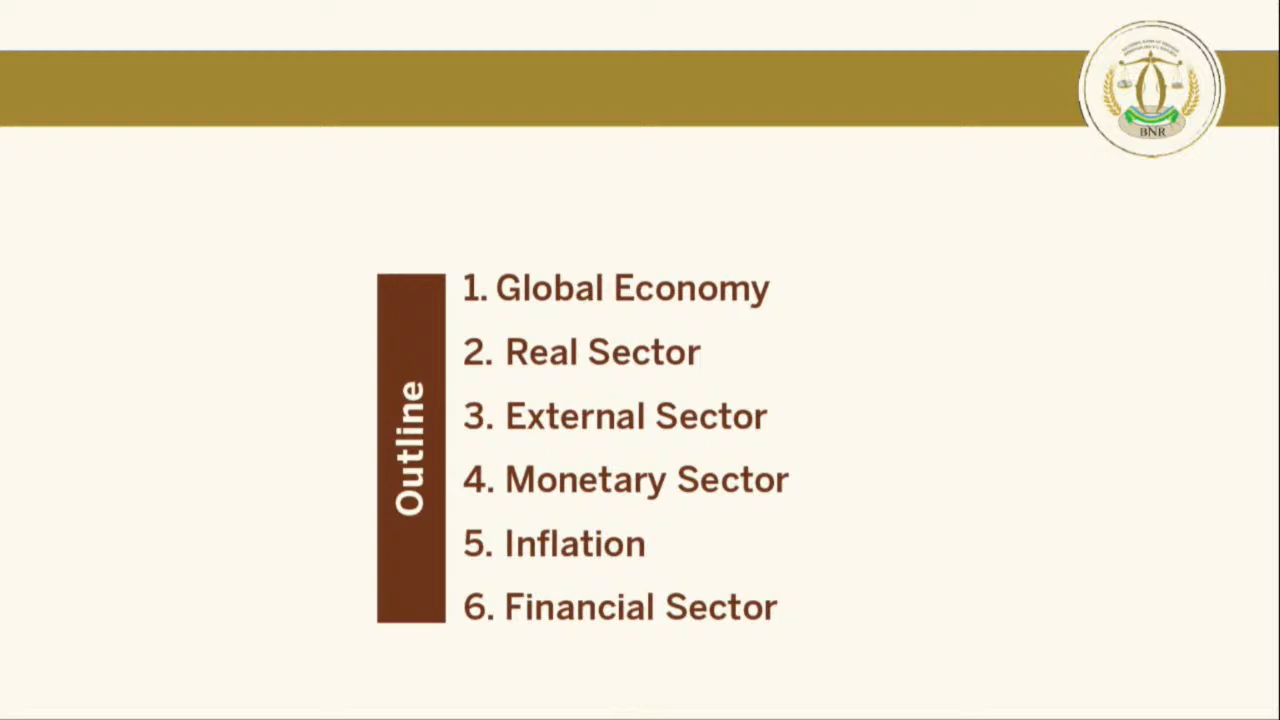 BNR
Outline
1. Global Economy
2. Real Sector
3. External Sector
4. Monetary Sector
5. Inflation
6. Financial Sector